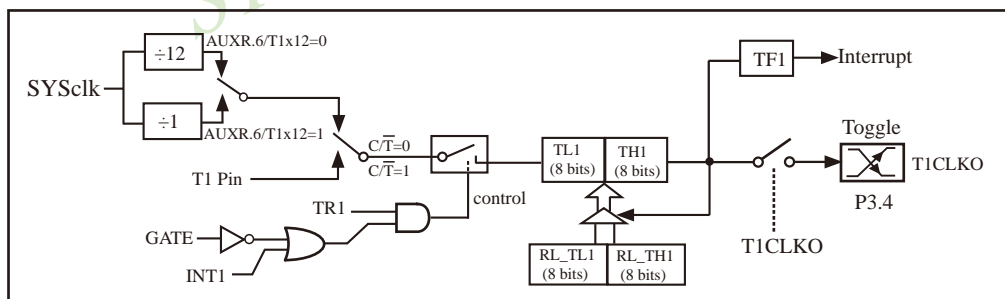 ÷12
AUXR.6/T1x12=0
SYSclk
÷1
AUXR.6/T1x12=1
T1 Pin
C/T̅=0
C/T̅=1
TR1
GATE
INT1
control
TL1
(8 bits)
TH1
(8 bits)
RL_TL1
(8 bits)
RL_TH1
(8 bits)
TF1
Interrupt
Toggle
T1CLKO
P3.4
T1CLKO